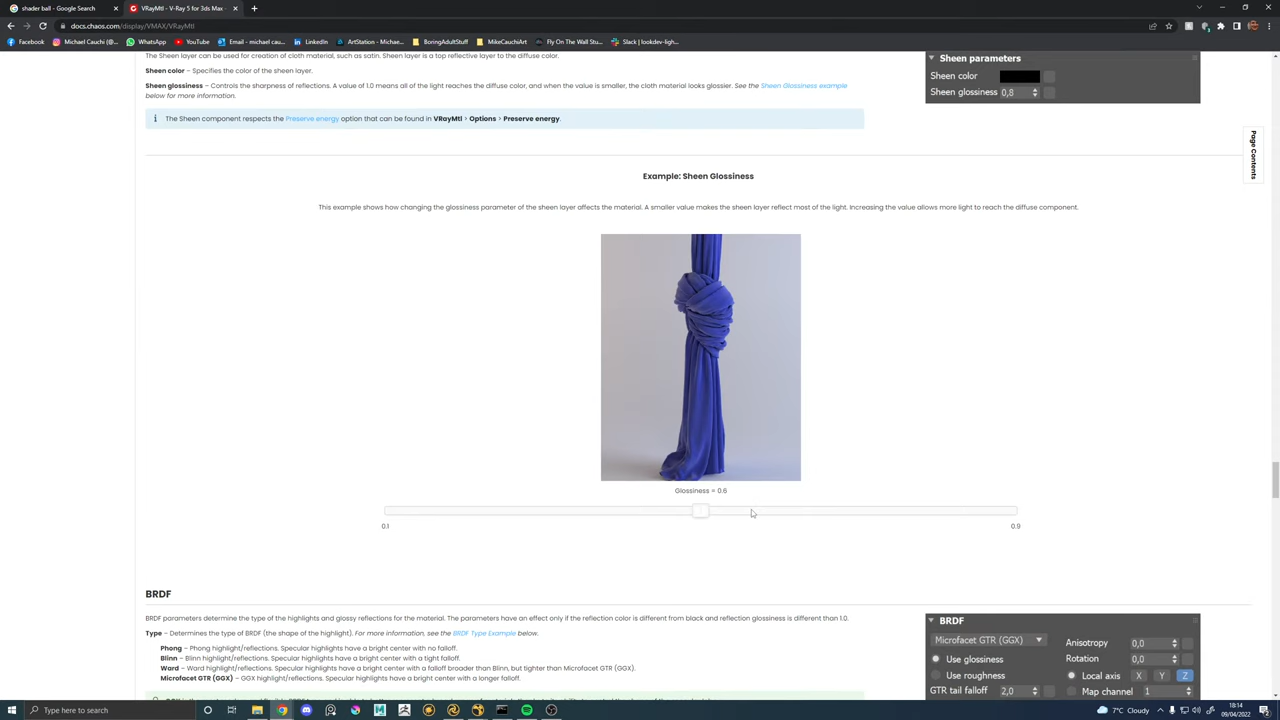 shader ball - Google Search
VRayMtl - V-Ray 5 for 3ds Max -
docs.chaos.com/display/VMAX/VRayMtl
Facebook
Michael Cauchi (@...
WhatsApp
YouTube
Email - michael cau...
LinkedIn
ArtStation - Michae...
BoringAdultStuff
MikeCauchiArt
Fly On The Wall Stu...
Slack | lookdev-ligh...
The Sheen layer can be used for creation of cloth material, such as satin. Sheen layer is a top reflective layer to the diffuse color.
Sheen color – Specifies the color of the sheen layer.
Sheen glossiness – Controls the sharpness of reflections. A value of 1.0 means all of the light reaches the diffuse color, and when the value is smaller, the cloth material looks glossier. See the Sheen Glossiness example
below for more information.
Sheen parameters
Sheen color
Sheen glossiness 0,8
The Sheen component respects the Preserve energy option that can be found in VRayMtl > Options > Preserve energy.
Page Contents
Example: Sheen Glossiness
This example shows how changing the glossiness parameter of the sheen layer affects the material. A smaller value makes the sheen layer reflect most of the light. Increasing the value allows more light to reach the diffuse component.
Glossiness = 0.6
0.1
0.9
BRDF
BRDF parameters determine the type of the highlights and glossy reflections for the material. The parameters have an effect only if the reflection color is different from black and reflection glossiness is different than 1.0.
Type – Determines the type of BRDF (the shape of the highlight). For more information, see the BRDF Type Example below.
Phong – Phong highlight/reflections. Specular highlights have a bright center with no falloff.
Blinn – Blinn highlight/reflections. Specular highlights have a bright center with a tight falloff.
Ward – Ward highlight/reflections. Specular highlights have a bright center with a falloff broader than Blinn, but tighter than Microfacet GTR (GGX).
Microfacet GTR (GGX) – GGX highlight/reflections. Specular highlights have a bright center with a longer falloff.
BRDF
Microfacet GTR (GGX)
Anisotropy 0,0
Use glossiness
Rotation 0,0
Use roughness
Local axis X Y Z
GTR tail falloff 2,0
Map channel 1
Type here to search
18:14
09/04/2022